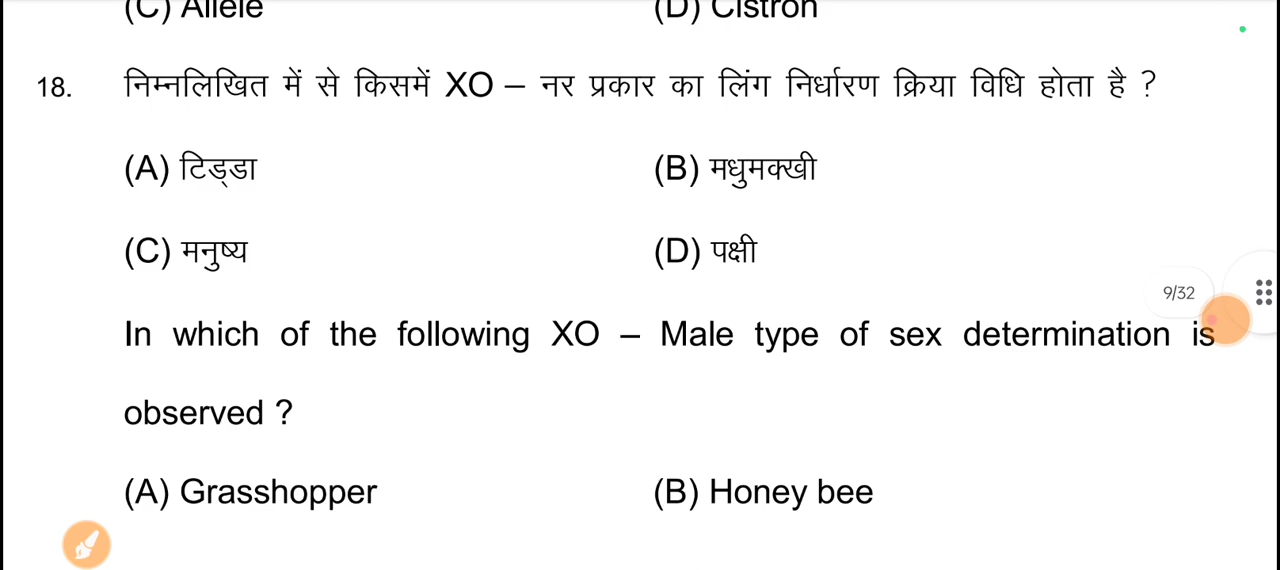 (C) Allele (D) Cistron
18. निम्नलिखित में से किसमें XO – नर प्रकार का लिंग निर्धारण क्रिया विधि होता है ?
(A) टिड्डा (B) मधुमक्खी
(C) मनुष्य (D) पक्षी
9/32
In which of the following XO – Male type of sex determination is
observed ?
(A) Grasshopper (B) Honey bee